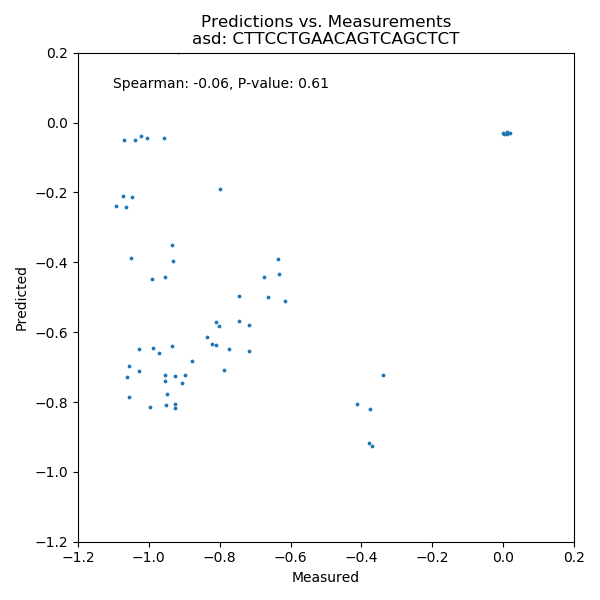 Predictions vs. Measurements
asd: CTTCCTGAACAGTCAGCTCT
Spearman: -0.06, P-value: 0.61
0.2
0.0
−0.2
−0.4
−0.6
−0.8
−1.0
−1.2
Predicted
−1.2 −1.0 −0.8 −0.6 −0.4 −0.2 0.0 0.2
Measured